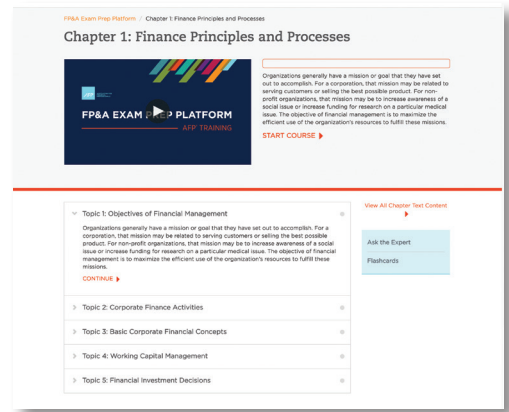 FP&A Exam Prep Platform / Chapter 1: Finance Principles and Processes
Chapter 1: Finance Principles and Processes
FP&A EXAM PREP PLATFORM
AFP TRAINING
Organizations generally have a mission or goal that they have set
out to accomplish. For a corporation, that mission may be related to
serving customers or selling the best possible product. For non-
profit organizations, that mission may be to increase awareness of a
social issue or increase funding for research on a particular medical
issue. The objective of financial management is to maximize the
efficient use of the organization's resources to fulfill these missions.
START COURSE
Topic 1: Objectives of Financial Management
Organizations generally have a mission or goal that they have set out to accomplish. For a
corporation, that mission may be related to serving customers or selling the best possible
product. For non-profit organizations, that mission may be to increase awareness of a social
issue or increase funding for research on a particular medical issue. The objective of financial
management is to maximize the efficient use of the organization's resources to fulfill these
missions.
CONTINUE
Topic 2: Corporate Finance Activities
Topic 3: Basic Corporate Financial Concepts
Topic 4: Working Capital Management
Topic 5: Financial Investment Decisions
View All Chapter Text Content
Ask the Expert
Flashcards